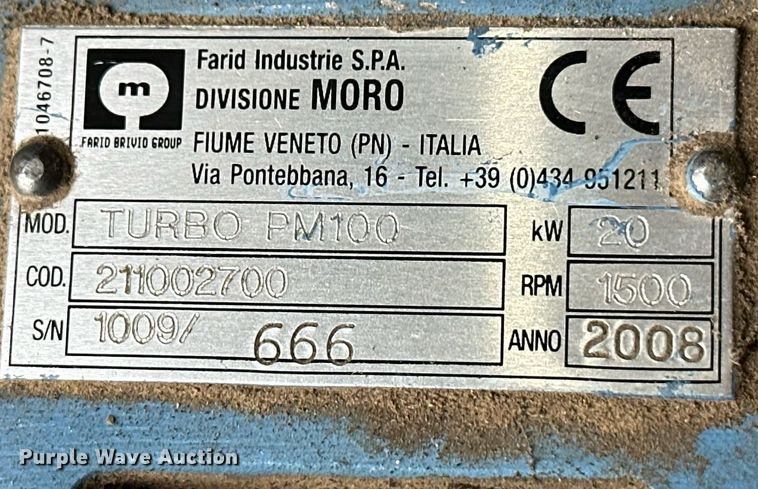 1046708-7
m
FARID BRIVIO GROUP
Farid Industrie S.P.A.
DIVISIONE MORO
FIUME VENETO (PN) - ITALIA
Via Pontebbana, 16 - Tel. +39 (0)434 951211
CE
MOD. TURBO PM100 kW 20
COD. 211002700 RPM 1500
S/N 1009/ 666 ANNO 2008
Purple Wave Auction